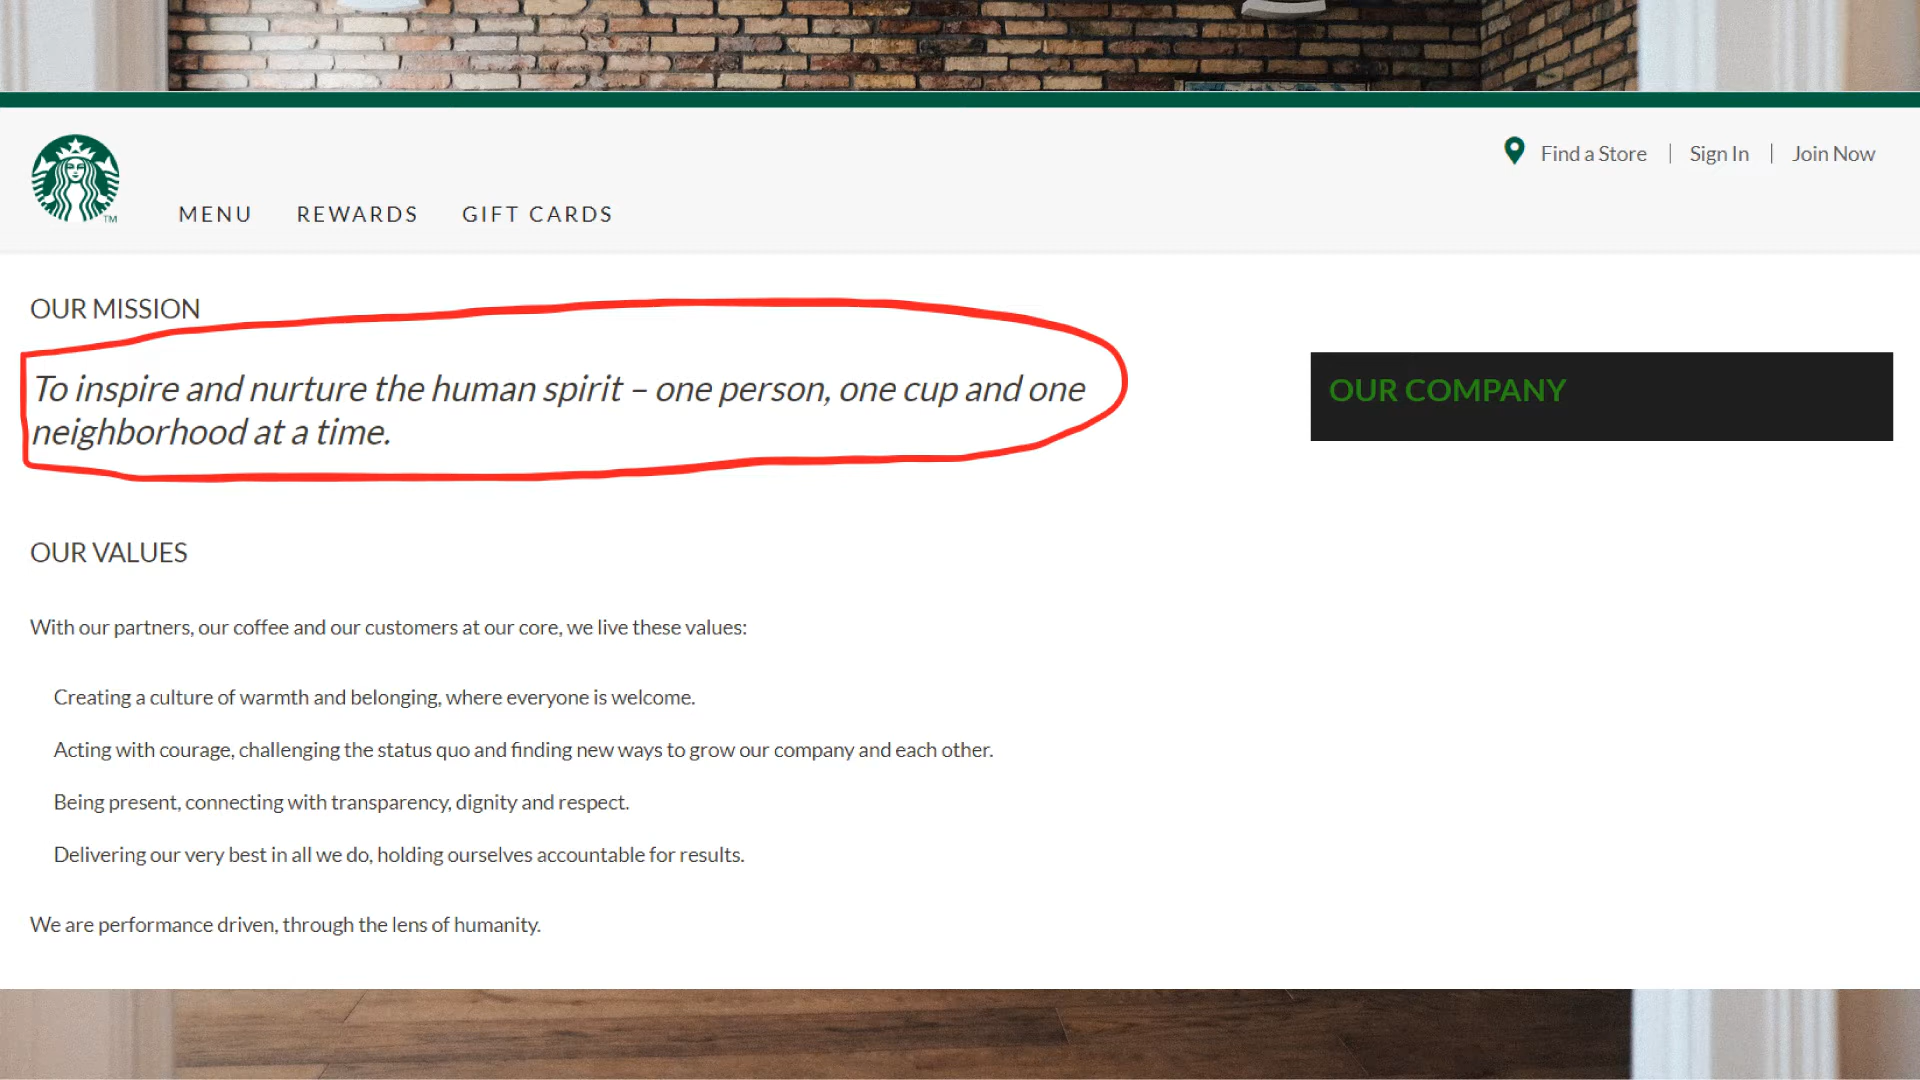 Find a Store | Sign In | Join Now
MENU REWARDS GIFT CARDS
TM
OUR MISSION
To inspire and nurture the human spirit – one person, one cup and one
neighborhood at a time.
OUR COMPANY
OUR VALUES
With our partners, our coffee and our customers at our core, we live these values:
Creating a culture of warmth and belonging, where everyone is welcome.
Acting with courage, challenging the status quo and finding new ways to grow our company and each other.
Being present, connecting with transparency, dignity and respect.
Delivering our very best in all we do, holding ourselves accountable for results.
We are performance driven, through the lens of humanity.